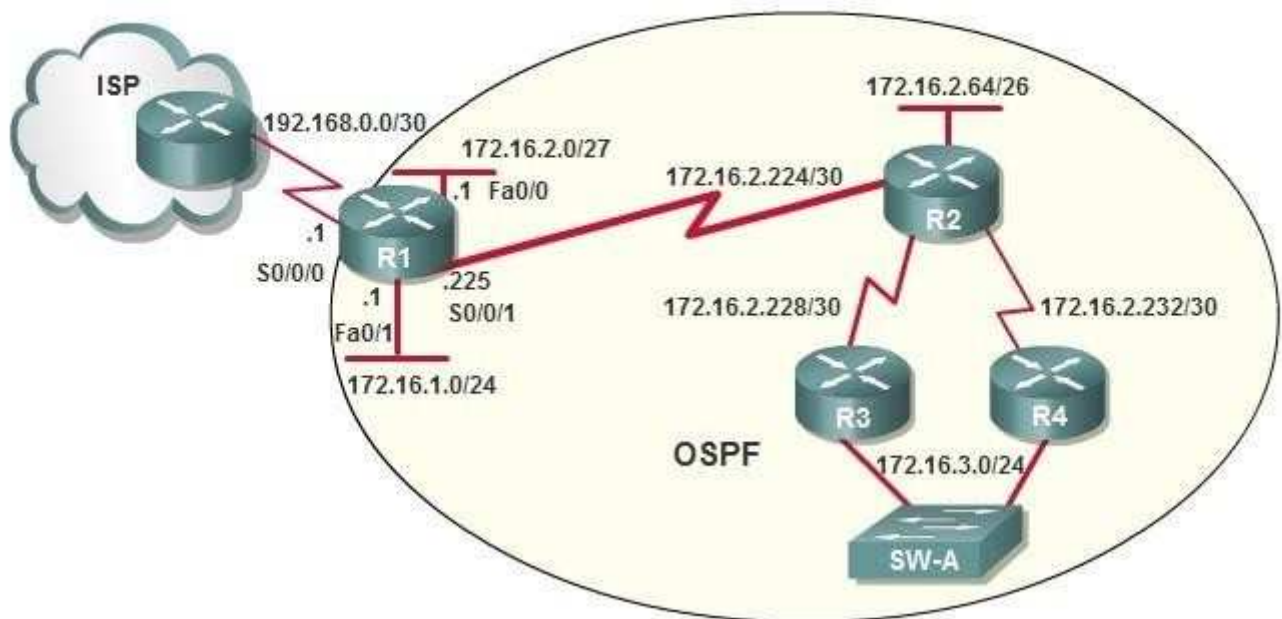 ISP
192.168.0.0/30
172.16.2.0/27
.1 Fa0/0
172.16.2.64/26
172.16.2.224/30
R2
.1
R1
S0/0/0
.225
S0/0/1
.1
Fa0/1
172.16.1.0/24
172.16.2.228/30
172.16.2.232/30
R3
R4
OSPF
172.16.3.0/24
SW-A